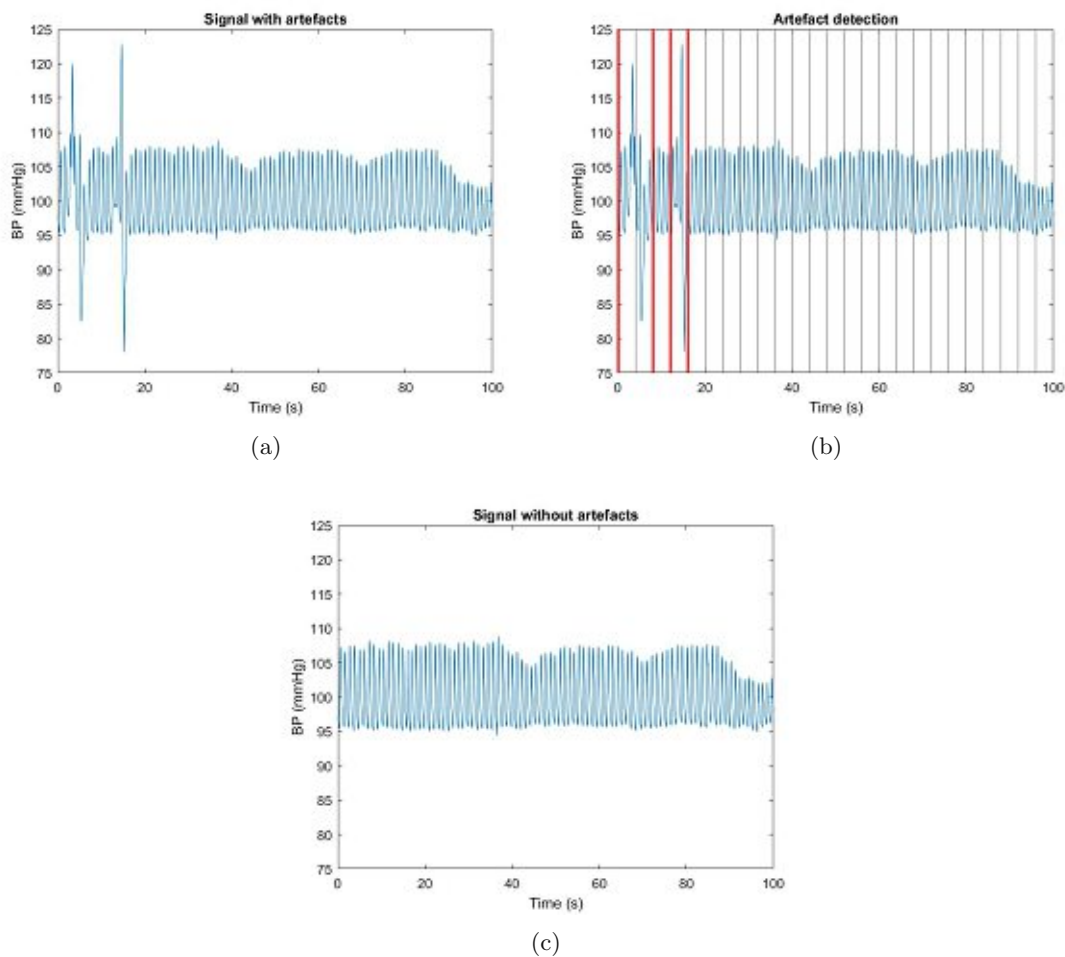 Signal with artefacts
125
120
115
110
105
100
95
90
85
80
75
BP (mmHg)
0 20 40 60 80 100
Time (s)
(a)
Artefact detection
125
120
115
110
105
100
95
90
85
80
75
BP (mmHg)
0 20 40 60 80 100
Time (s)
(b)
Signal without artefacts
125
120
115
110
105
100
95
90
85
80
75
BP (mmHg)
0 20 40 60 80 100
Time (s)
(c)